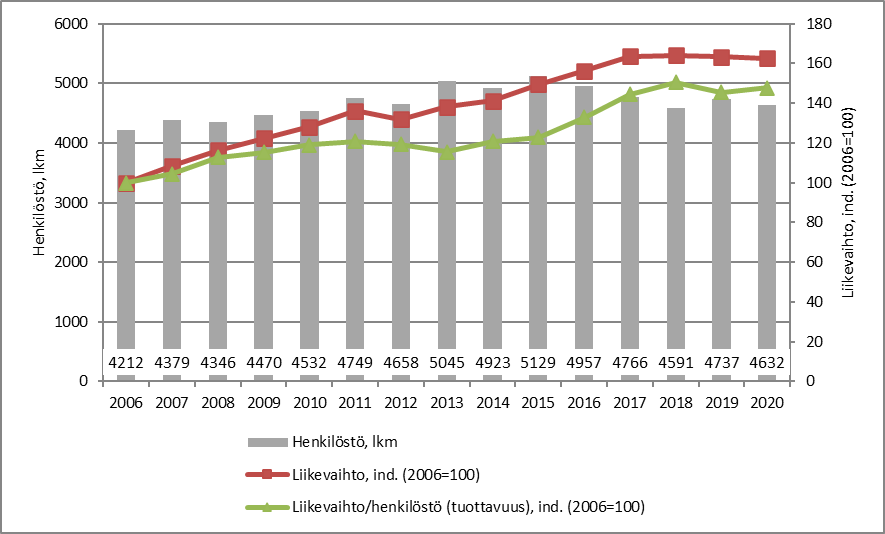 6000
5000
4000
3000
2000
1000
0
Henkilöstö, lkm
180
160
140
120
100
80
60
40
20
0
Liikevaihto, ind. (2006=100)
4212 4379 4346 4470 4532 4749 4658 5045 4923 5129 4957 4766 4591 4737 4632
2006 2007 2008 2009 2010 2011 2012 2013 2014 2015 2016 2017 2018 2019 2020
Henkilöstö, lkm
Liikevaihto, ind. (2006=100)
Liikevaihto/henkilöstö (tuottavuus), ind. (2006=100)